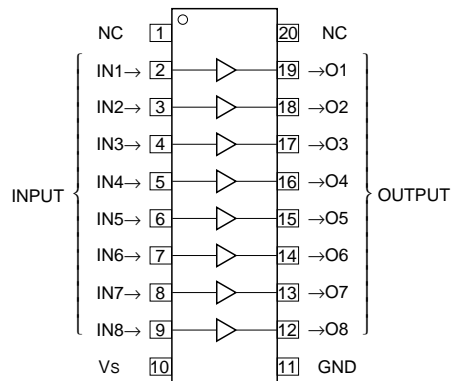 NC 1 20 NC
IN1→ 2 19 →O1
IN2→ 3 18 →O2
IN3→ 4 17 →O3
IN4→ 5 16 →O4
INPUT OUTPUT
IN5→ 6 15 →O5
IN6→ 7 14 →O6
IN7→ 8 13 →O7
IN8→ 9 12 →O8
Vs 10 11 GND